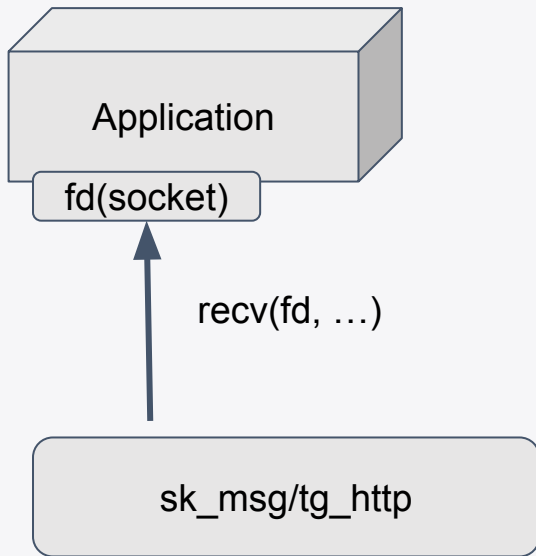 Application
fd(socket)
recv(fd, …)
sk_msg/tg_http